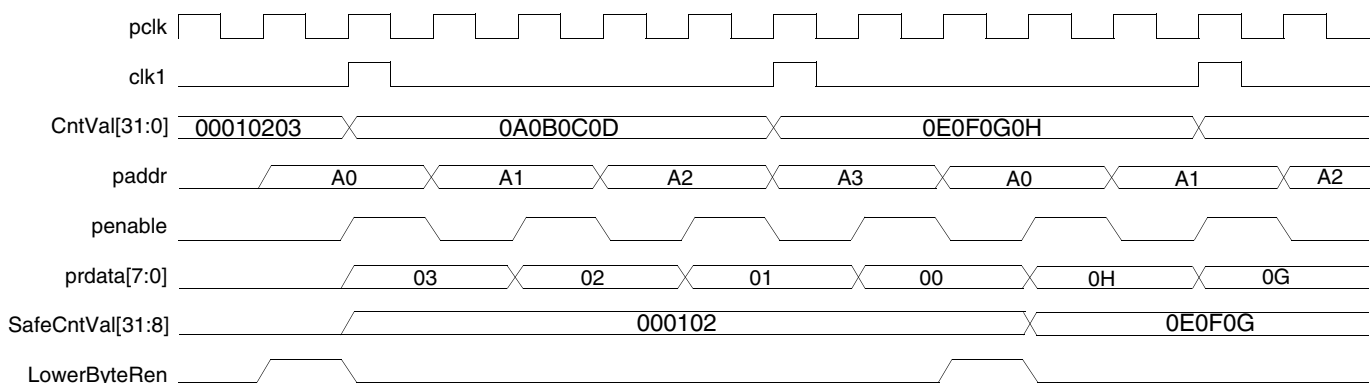 pclk
clk1
CntVal[31:0] 00010203 0A0B0C0D 0E0F0G0H
paddr A0 A1 A2 A3 A0 A1 A2
penable
prdata[7:0] 03 02 01 00 0H 0G
SafeCntVal[31:8] 000102 0E0F0G
LowerByteRen